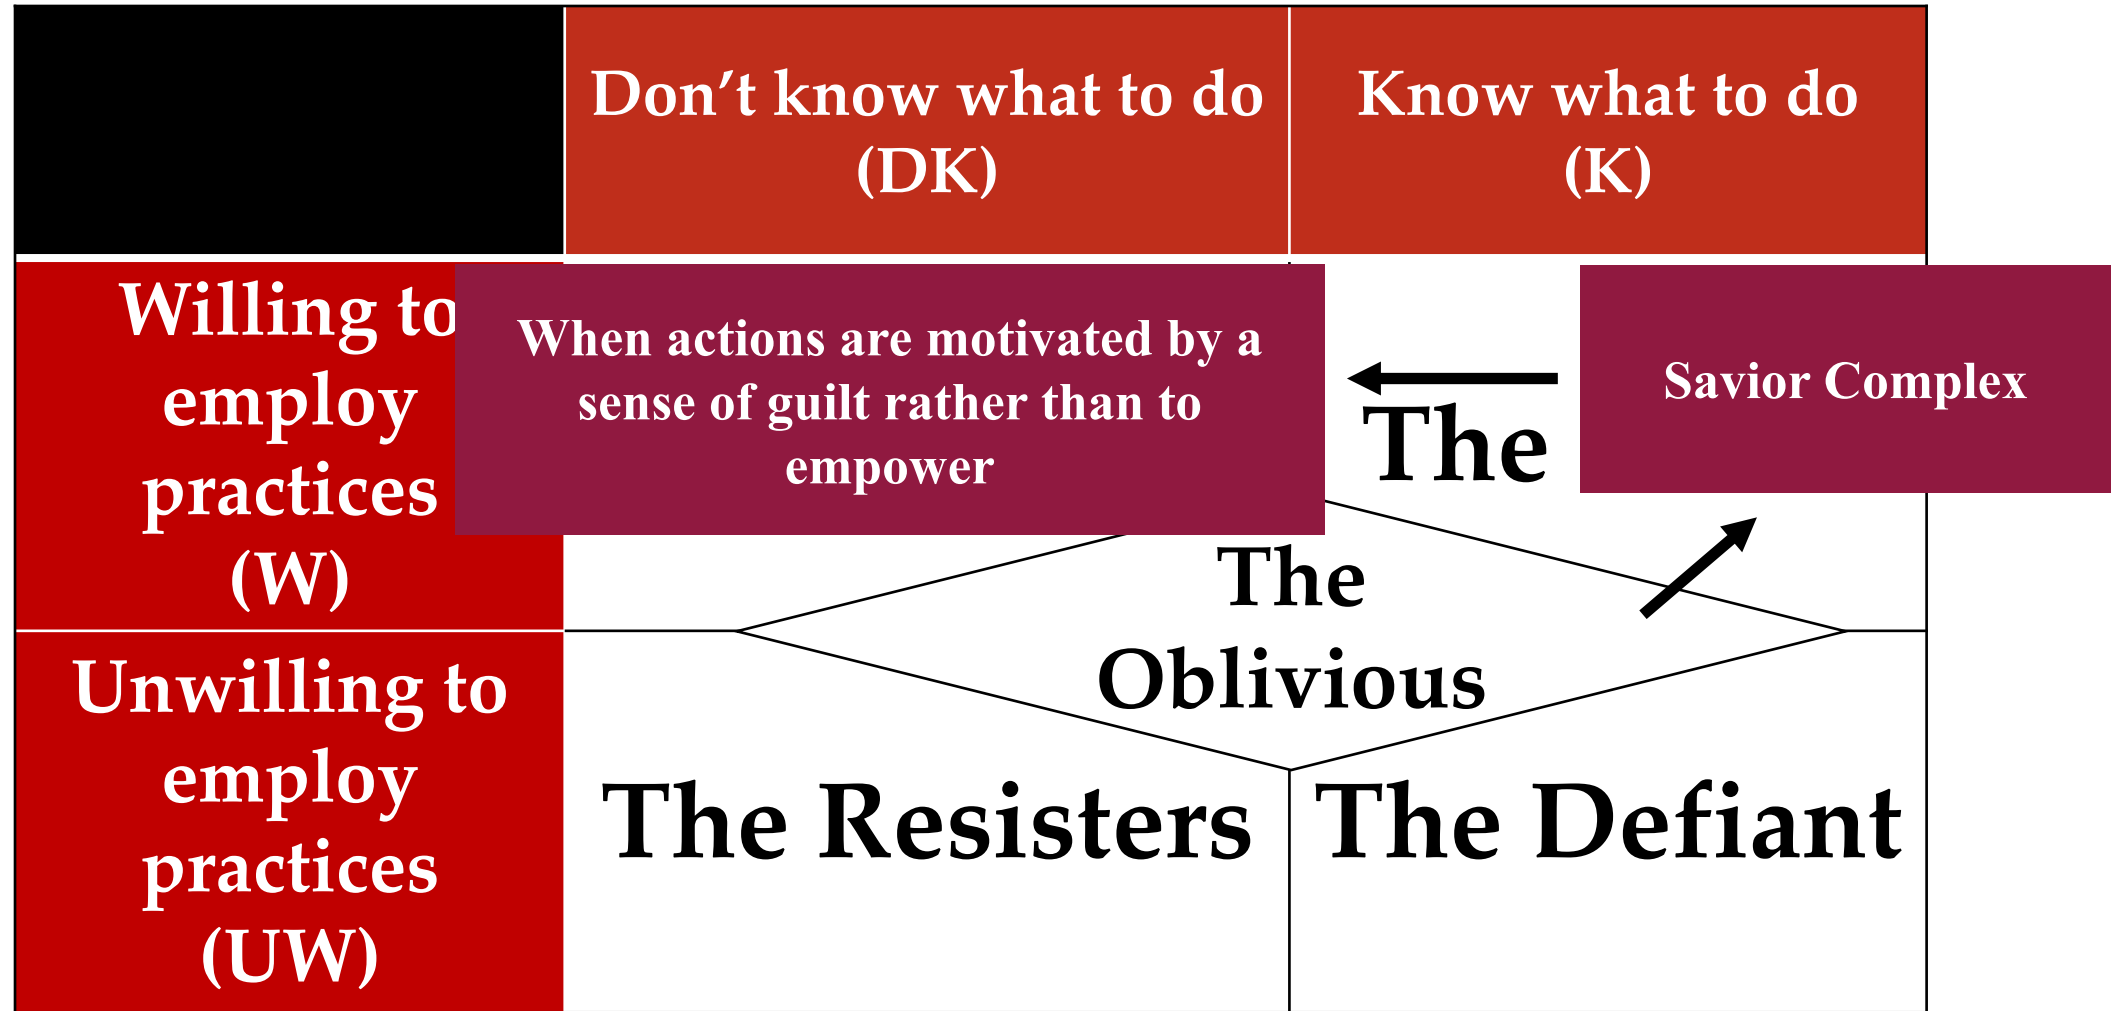 Don't know what to do
(DK)
Know what to do
(K)
Willing to
employ
practices
(W)
When actions are motivated by a
sense of guilt rather than to
empower
The
Savior Complex
The
Oblivious
Unwilling to
employ
practices
(UW)
The Resisters
The Defiant